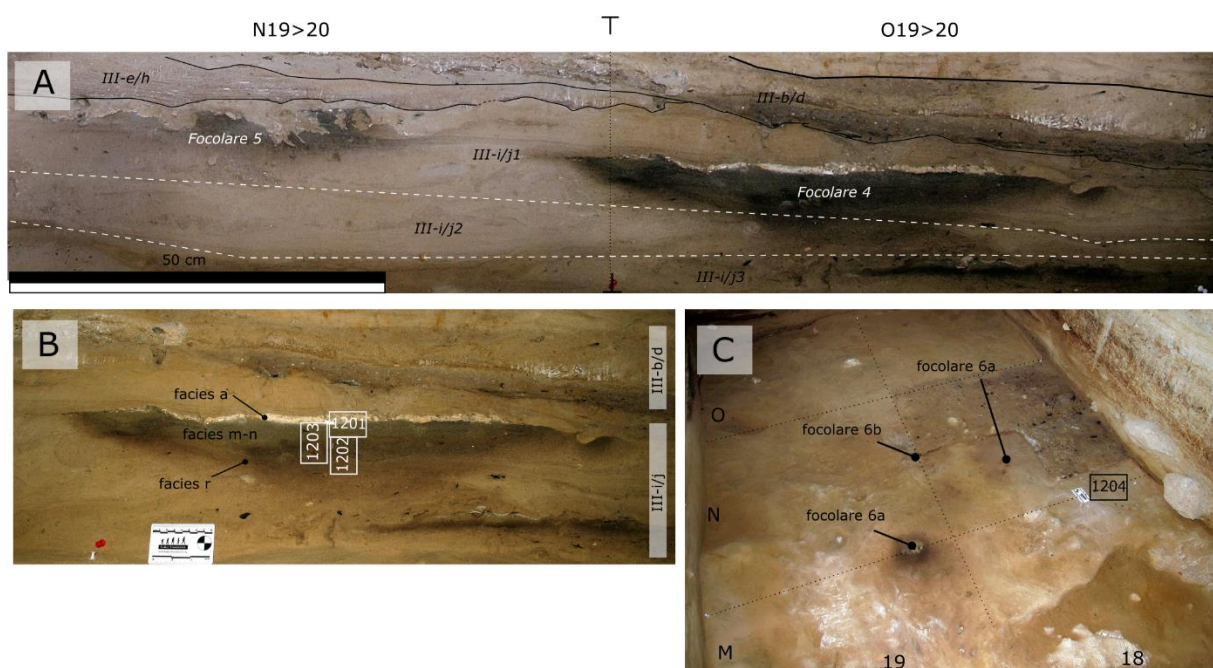 N19>20
O19>20
A
III-e/h
III-b/d
Focolare 5
III-i/j1
Focolare 4
III-i/j2
50 cm
III-i/j3
B
III-b/d
facies a
1201
facies m-n
1203
1202
facies r
III-i/j
C
focolare 6a
O
focolare 6b
1204
N
focolare 6a
M
19
18